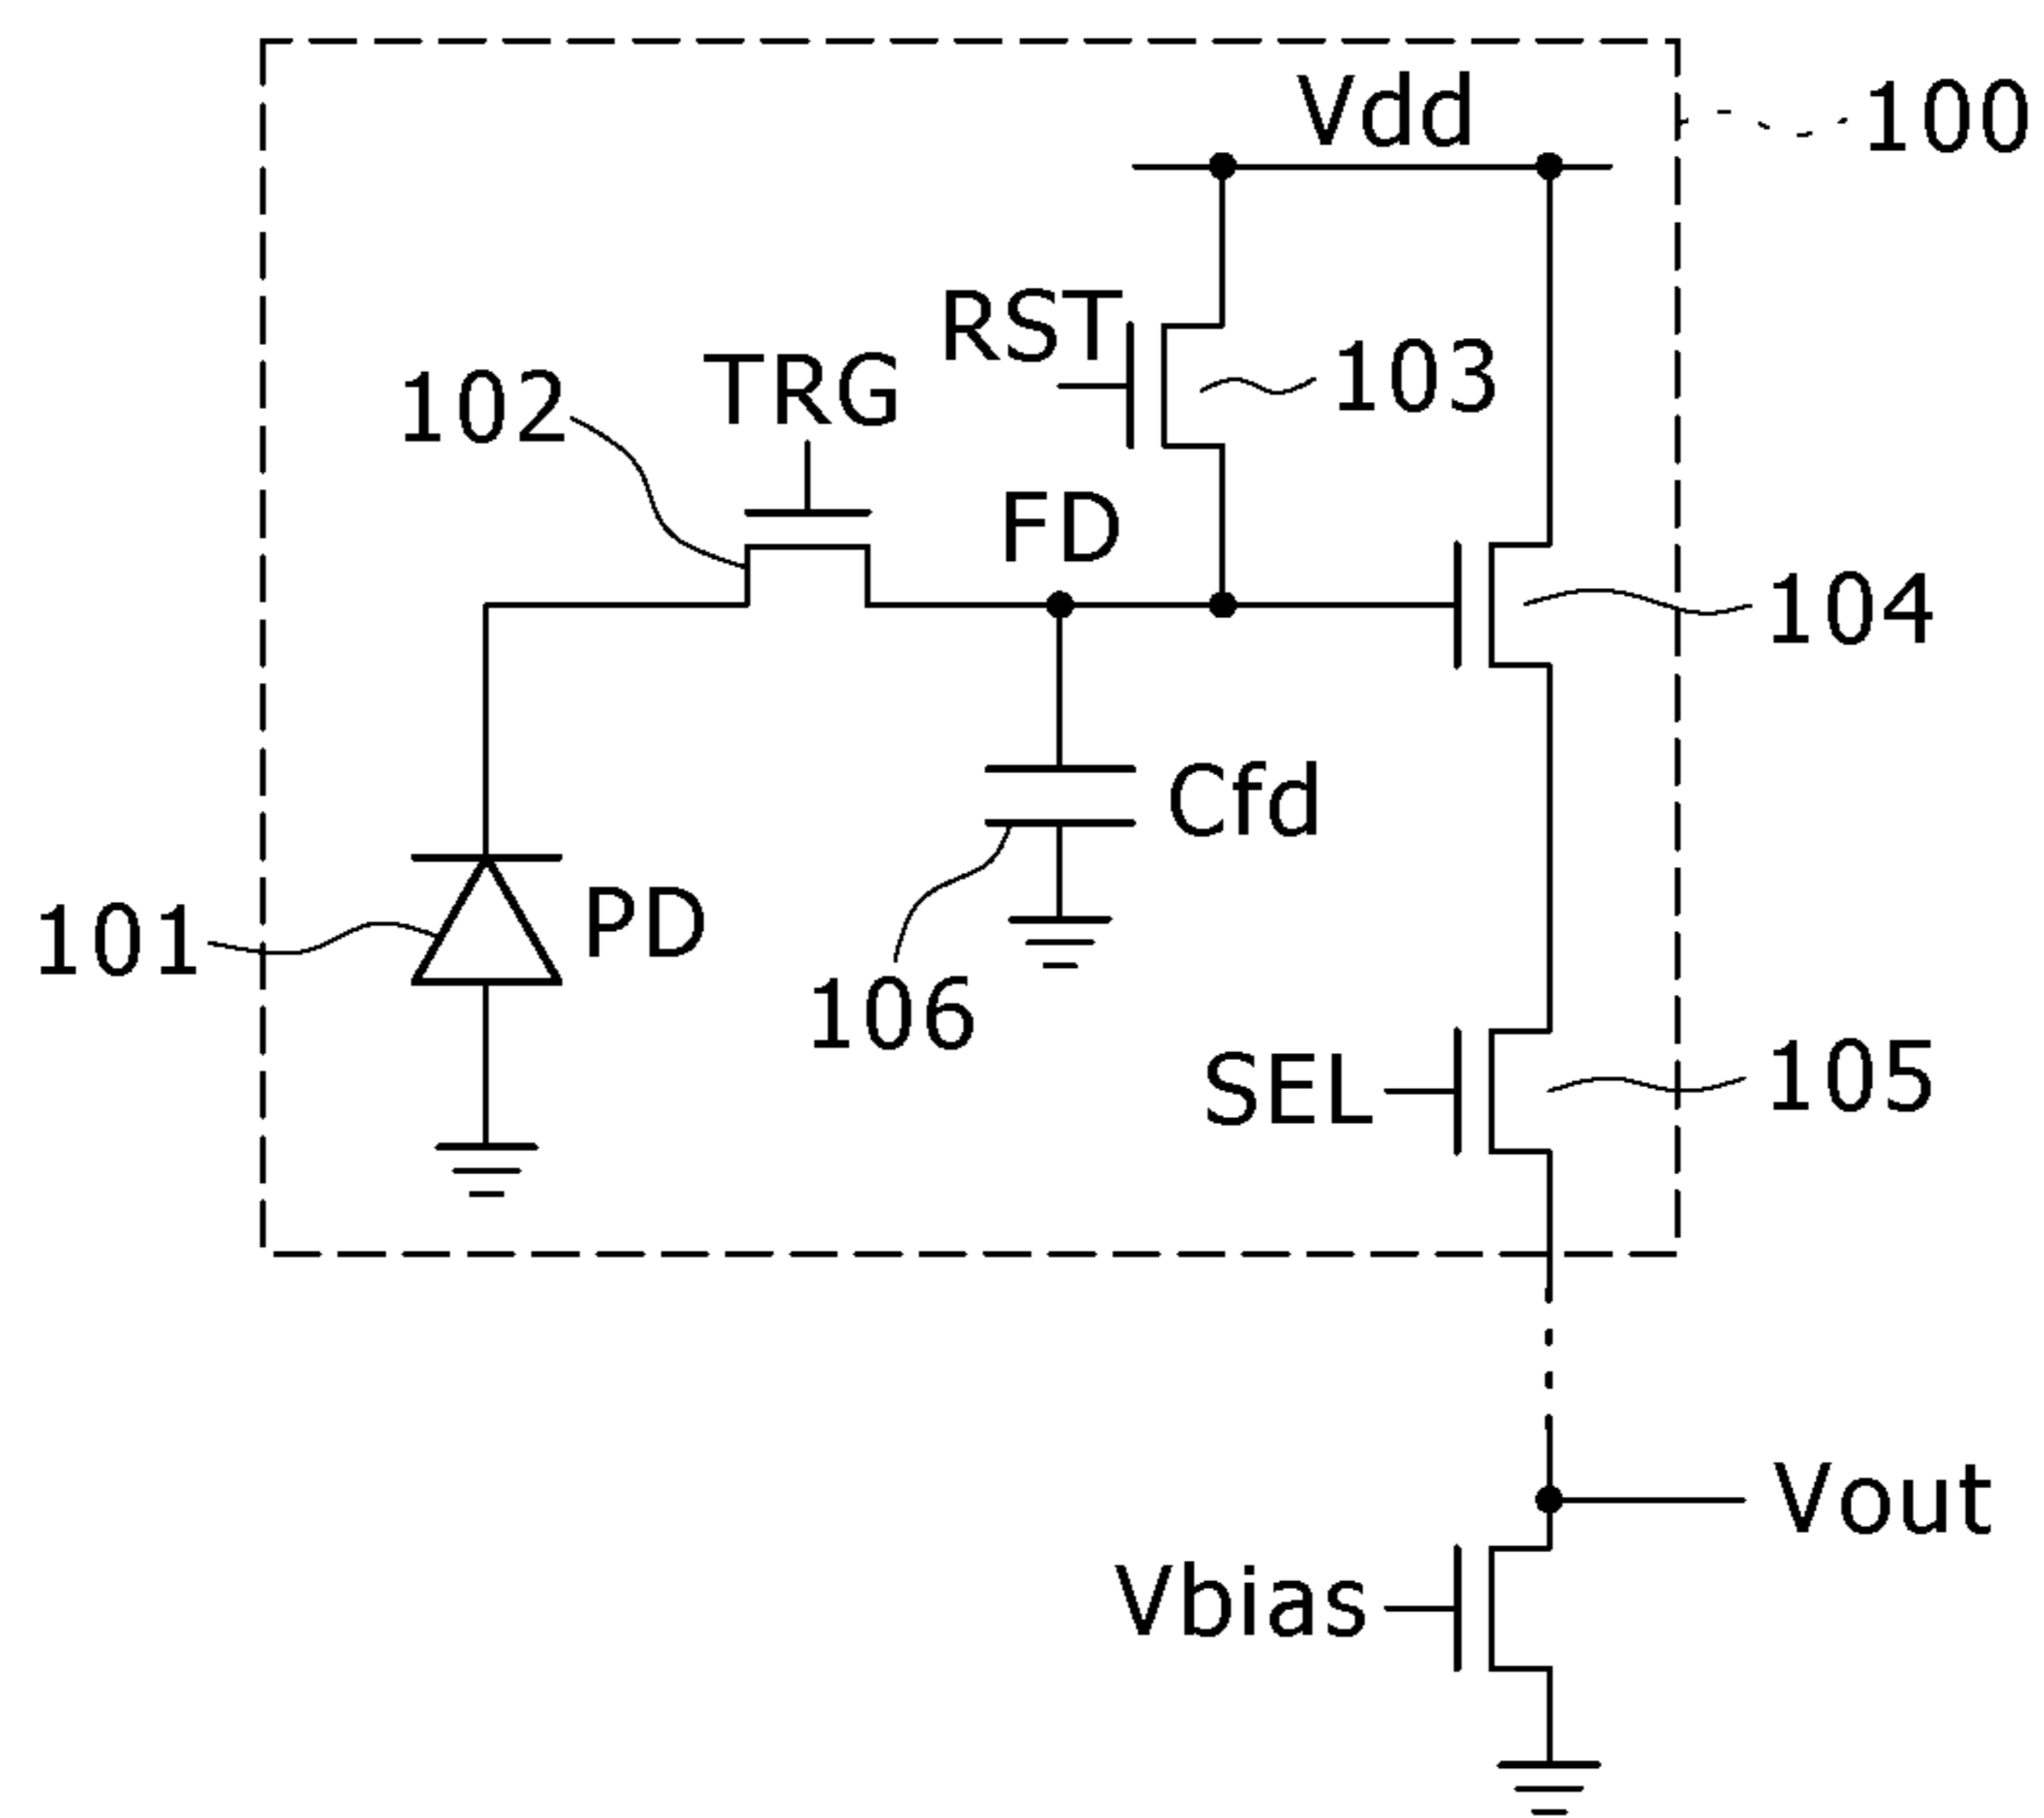 Vdd
100
RST
103
TRG
102
FD
104
Cfd
PD
101
106
SEL
105
Vout
Vbias